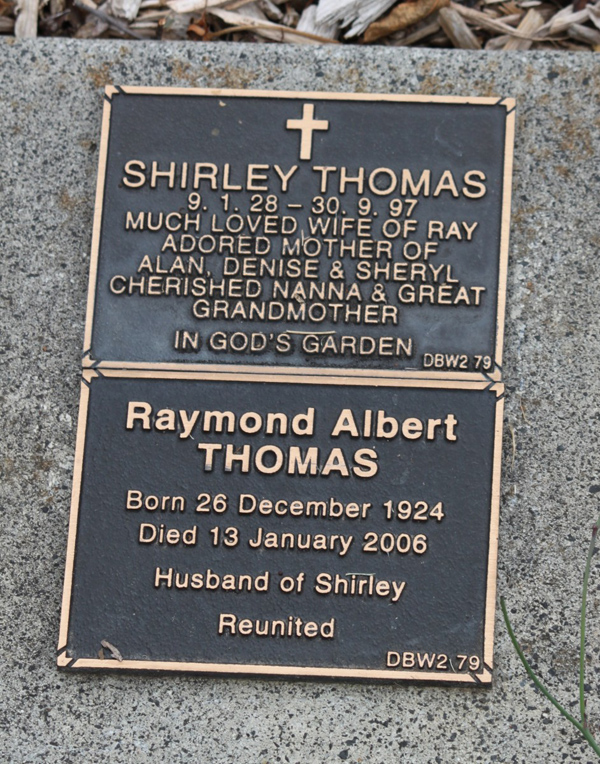 SHIRLEY THOMAS
9. 1. 28 – 30. 9. 97
MUCH LOVED WIFE OF RAY
ADORED MOTHER OF
ALAN, DENISE & SHERYL
CHERISHED NANNA & GREAT
GRANDMOTHER
IN GOD'S GARDEN
DBW2 79
Raymond Albert
THOMAS
Born 26 December 1924
Died 13 January 2006
Husband of Shirley
Reunited
DBW2 79